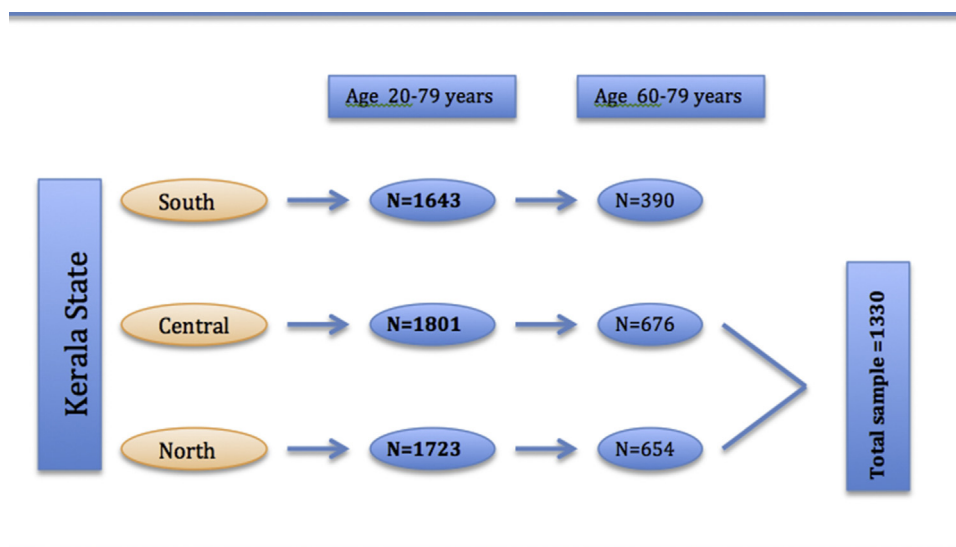 Age 20-79 years
Age 60-79 years
Kerala State
South
N=1643
N=390
Central
N=1801
N=676
North
N=1723
N=654
Total sample =1330